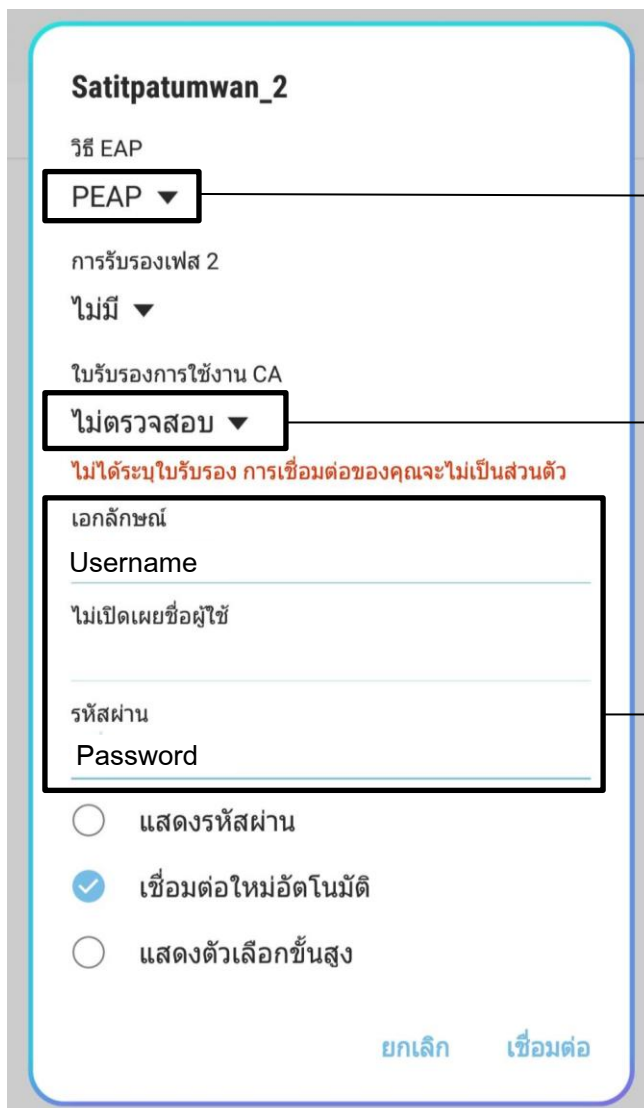 Satitpatumwan_2
วิธี EAP
PEAP
การรับรองเฟส 2
ไม่มี
ใบรับรองการใช้งาน CA
ไม่ตรวจสอบ
ไม่ได้ระบุใบรับรอง การเชื่อมต่อของคุณจะไม่เป็นส่วนตัว
เอกลักษณ์
Username
ไม่เปิดเผยชื่อผู้ใช้
รหัสผ่าน
Password
แสดงรหัสผ่าน
เชื่อมต่อใหม่อัตโนมัติ
แสดงตัวเลือกขั้นสูง
ยกเลิก เชื่อมต่อ